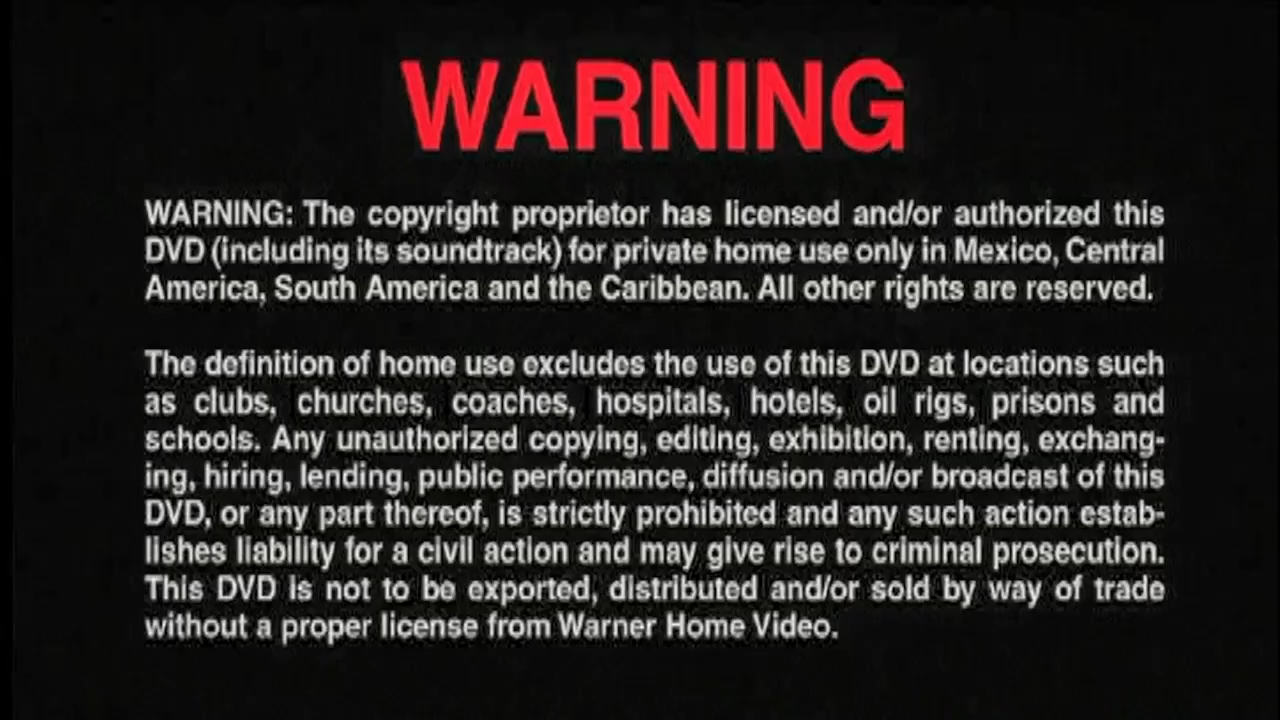 WARNING
WARNING: The copyright proprietor has licensed and/or authorized this
DVD (including its soundtrack) for private home use only in Mexico, Central
America, South America and the Caribbean. All other rights are reserved.
The definition of home use excludes the use of this DVD at locations such
as clubs, churches, coaches, hospitals, hotels, oil rigs, prisons and
schools. Any unauthorized copying, editing, exhibition, renting, exchang-
ing, hiring, lending, public performance, diffusion and/or broadcast of this
DVD, or any part thereof, is strictly prohibited and any such action estab-
lishes liability for a civil action and may give rise to criminal prosecution.
This DVD is not to be exported, distributed and/or sold by way of trade
without a proper license from Warner Home Video.